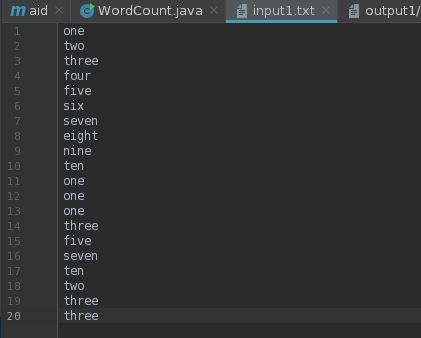 m aid × WordCount.java × input1.txt × output1/
1 one
2 two
3 three
4 four
5 five
6 six
7 seven
8 eight
9 nine
10 ten
11 one
12 one
13 one
14 three
15 five
16 seven
17 ten
18 two
19 three
20 three